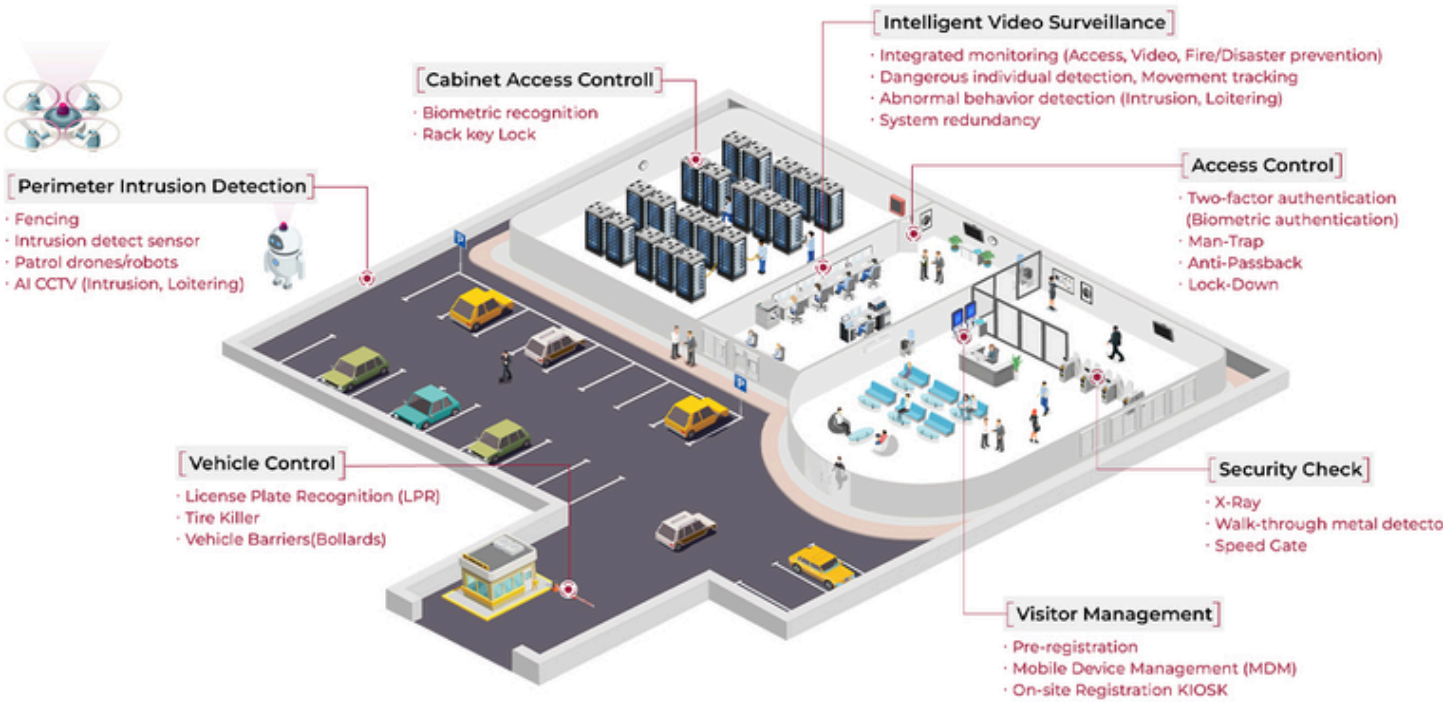 Intelligent Video Surveillance
· Integrated monitoring (Access, Video, Fire/Disaster prevention)
· Dangerous individual detection, Movement tracking
· Abnormal behavior detection (Intrusion, Loitering)
· System redundancy
Cabinet Access Controll
· Biometric recognition
· Rack key Lock
Access Control
· Two-factor authentication
(Biometric authentication)
· Man-Trap
· Anti-Passback
· Lock-Down
Perimeter Intrusion Detection
· Fencing
· Intrusion detect sensor
· Patrol drones/robots
· AI CCTV (Intrusion, Loitering)
P
P
Vehicle Control
· License Plate Recognition (LPR)
· Tire Killer
· Vehicle Barriers(Bollards)
Security Check
· X-Ray
· Walk-through metal detecto
· Speed Gate
Visitor Management
· Pre-registration
· Mobile Device Management (MDM)
· On-site Registration KIOSK